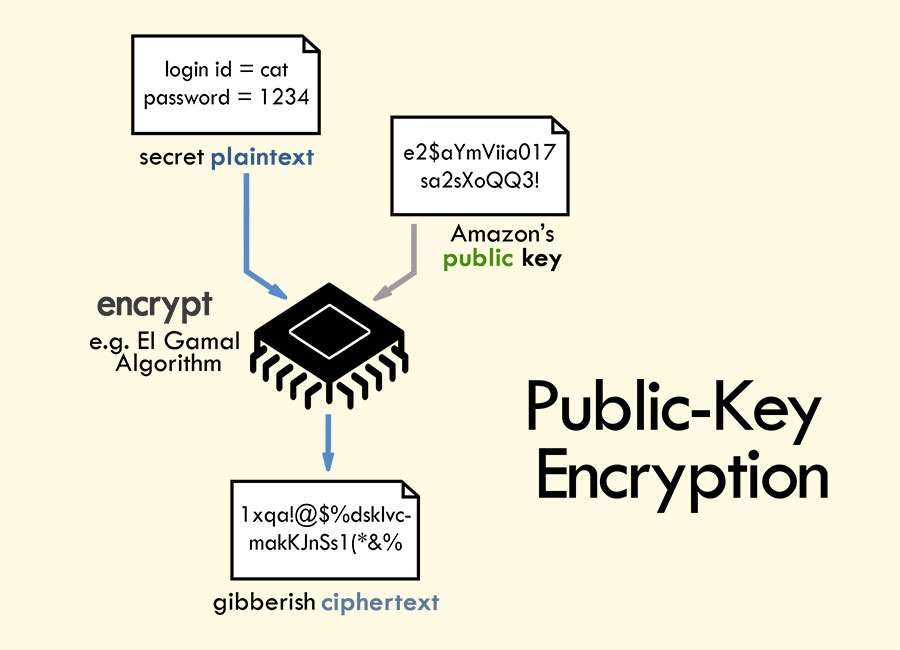 login id = cat
password = 1234
secret plaintext
e2$aYmViia017
sa2sXoQQ3!
Amazon's
public key
encrypt
e.g. El Gamal
Algorithm
Public-Key
Encryption
1xqa!@$%dsklvc-
makKJnSs1(*&%
gibberish ciphertext